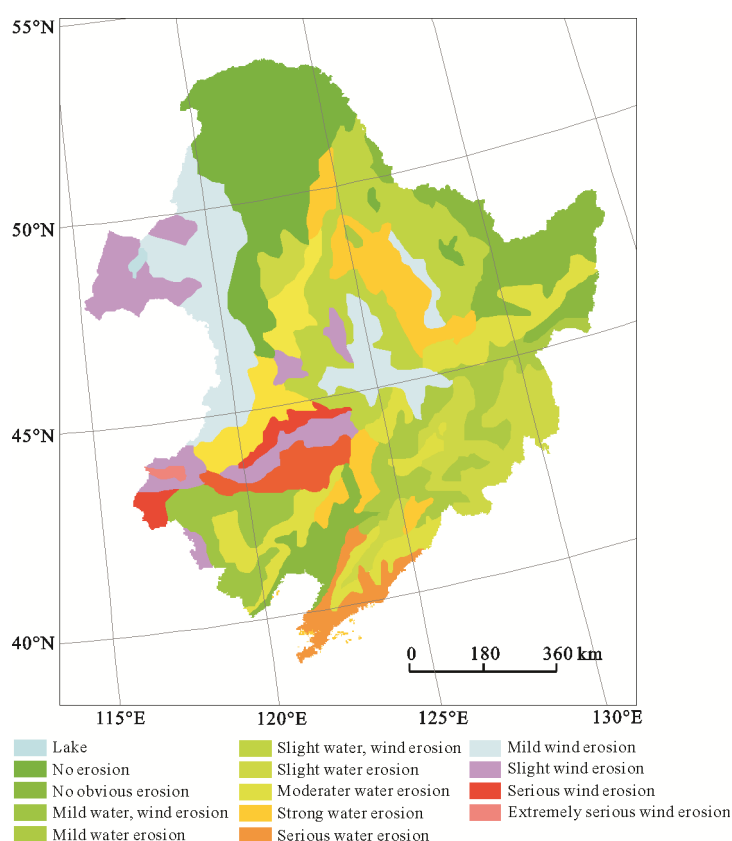 55°N
50°N
45°N
40°N
0 180 360 km
115°E 120°E 125°E 130°E
Lake
No erosion
No obvious erosion
Mild water, wind erosion
Mild water erosion
Slight water, wind erosion
Slight water erosion
Moderater water erosion
Strong water erosion
Serious water erosion
Mild wind erosion
Slight wind erosion
Serious wind erosion
Extremely serious wind erosion